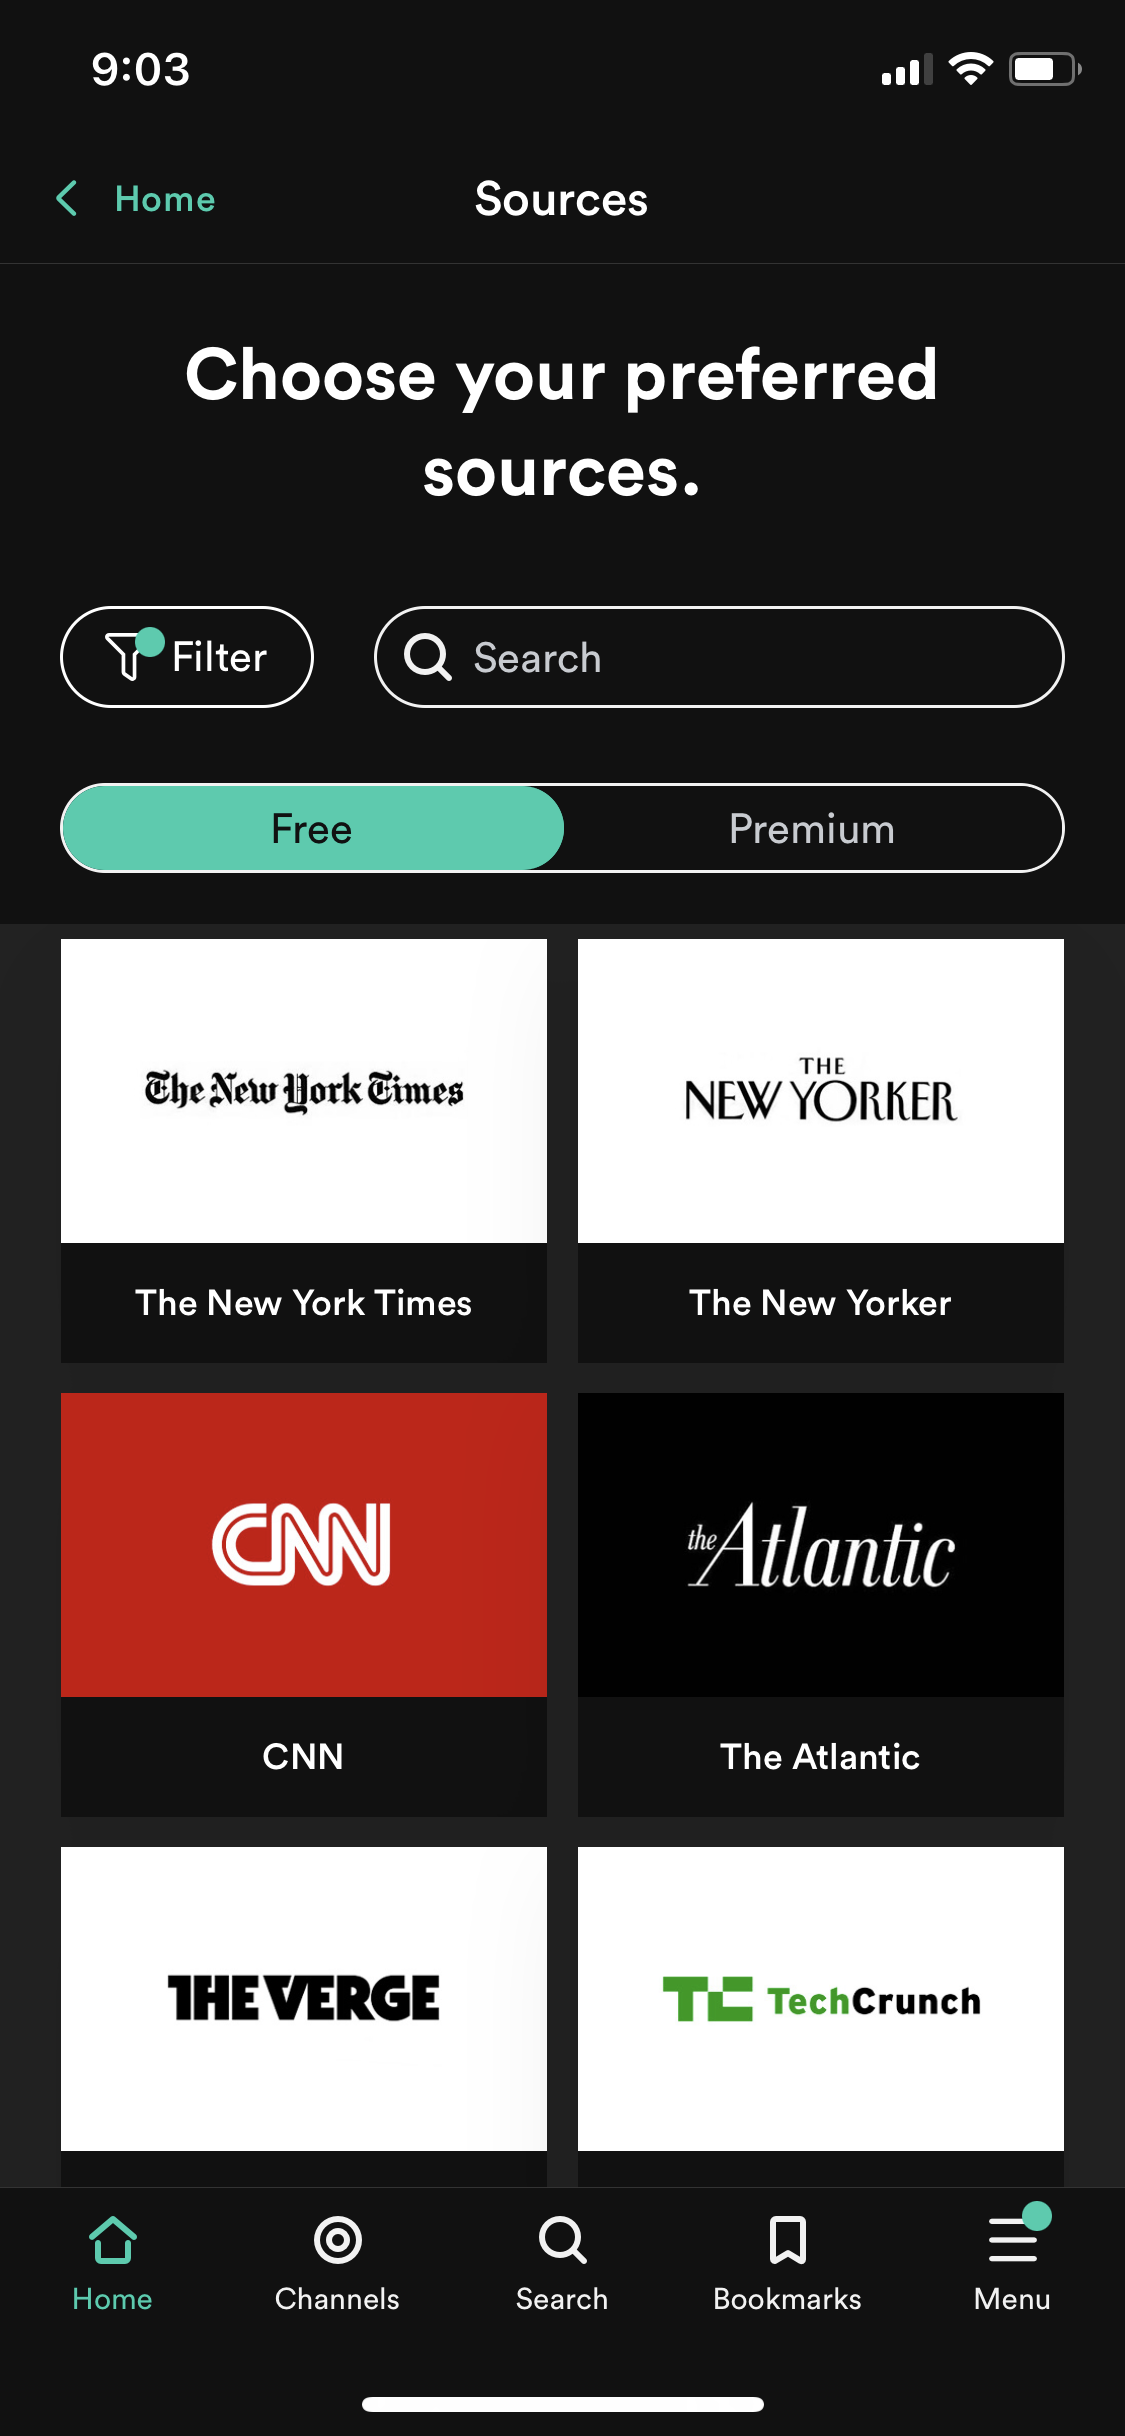 9:03
Home
Sources
Choose your preferred
sources.
Filter
Search
Free
Premium
The New York Times
THE
NEW YORKER
The New York Times
The New Yorker
CNN
the Atlantic
CNN
The Atlantic
THE VERGE
TC TechCrunch
Home
Channels
Search
Bookmarks
Menu